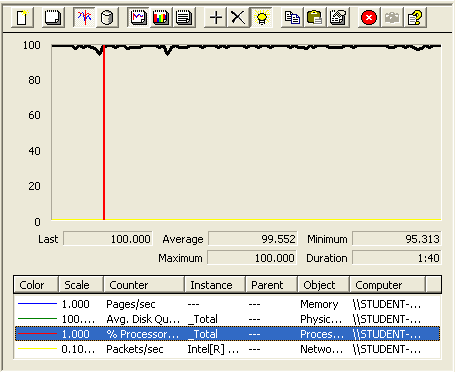 100
80
60
40
20
0
Last 100.000 Average 99.552 Minimum 95.313
Maximum 100.000 Duration 1:40
Color Scale Counter Instance Parent Object Computer
1.000 Pages/sec --- --- Memory \\STUDENT-...
100.... Avg. Disk Qu... _Total --- Physic... \\STUDENT-...
1.000 % Processor... _Total --- Proces... \\STUDENT-...
0.10... Packets/sec Intel[R] ... --- Netwo... \\STUDENT-...